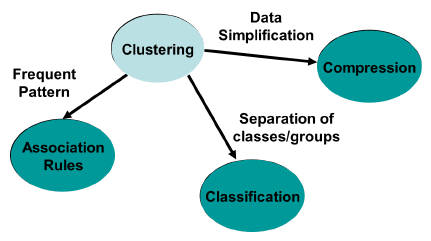 Data
Simplification
Clustering
Compression
Frequent
Pattern
Separation of
classes/groups
Association
Rules
Classification